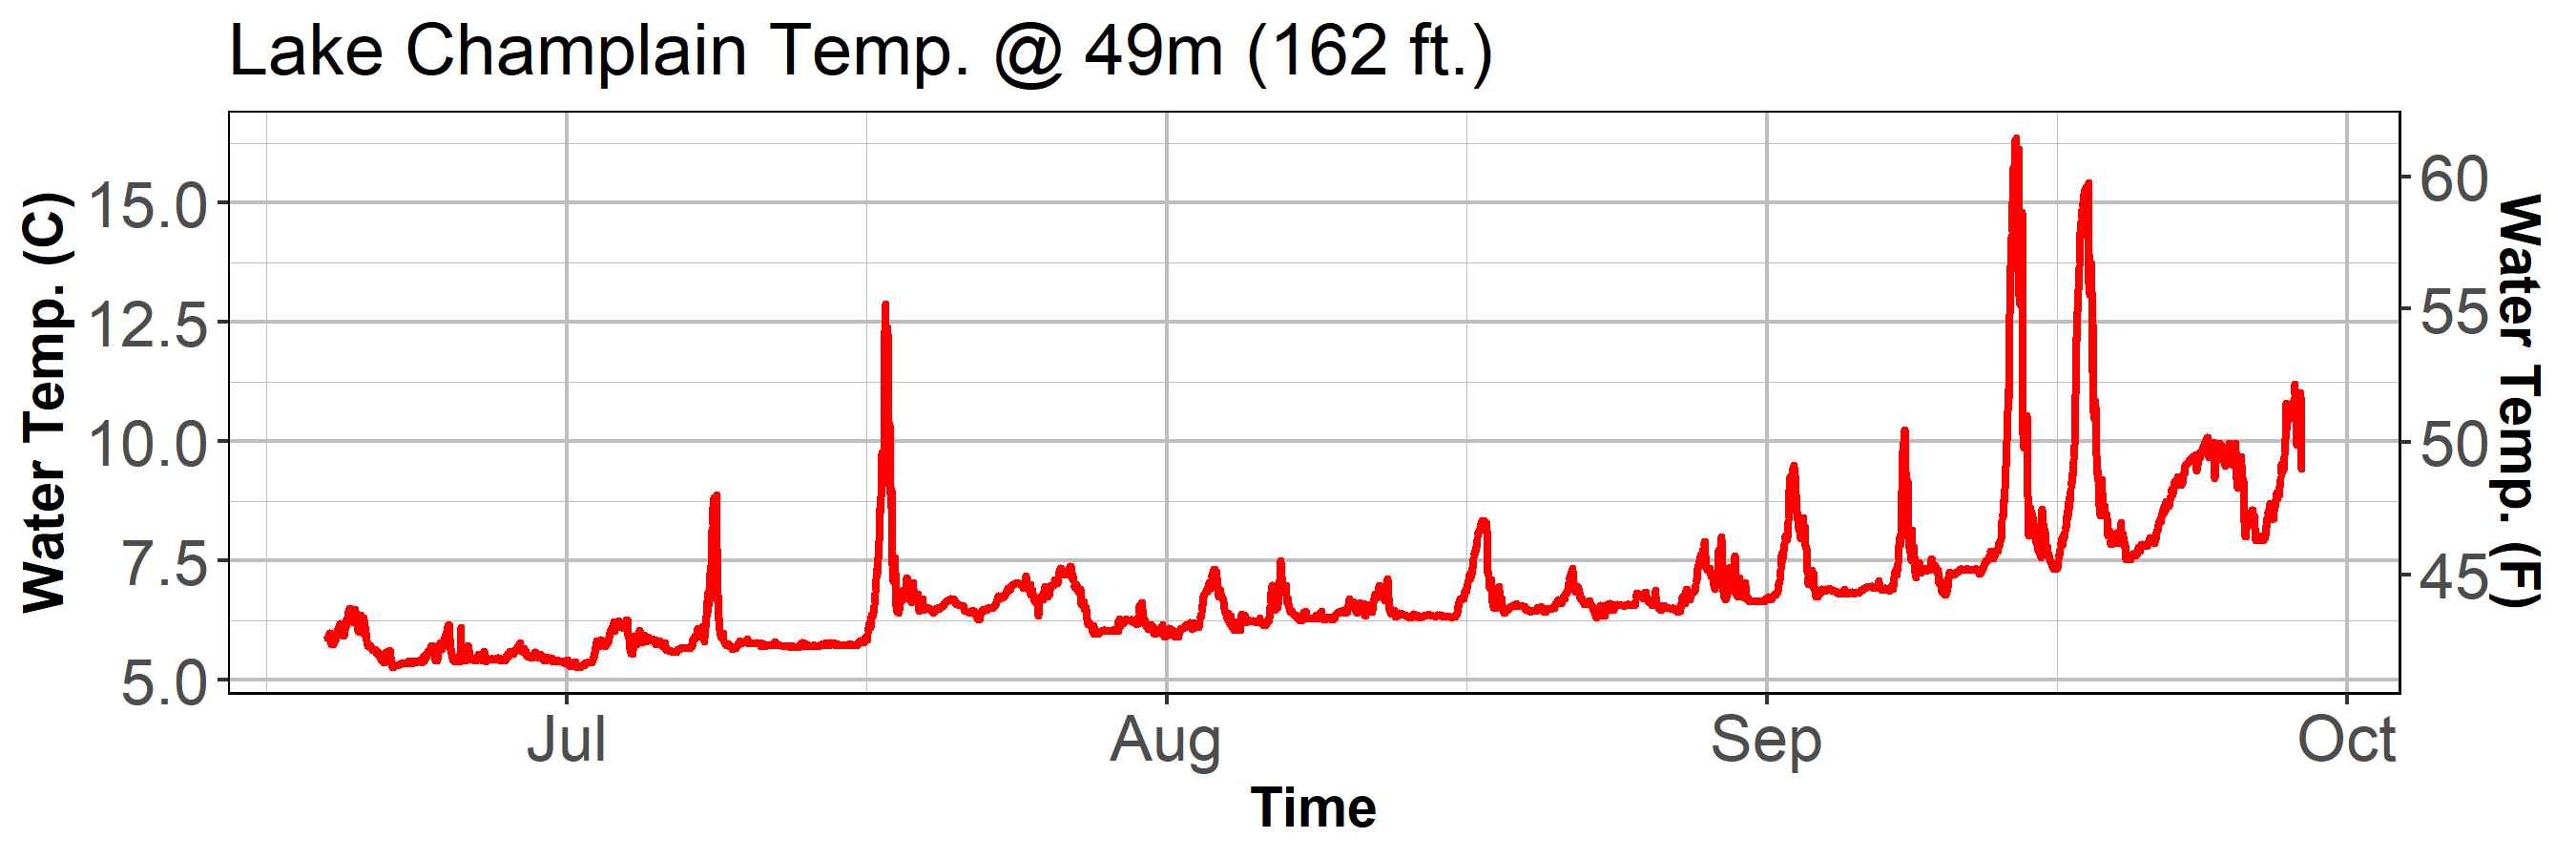 Lake Champlain Temp. @ 49m (162 ft.)
Water Temp. (C)
15.0
12.5
10.0
7.5
5.0
60
55
50
45
Water Temp. (F)
Jul Aug Sep Oct
Time